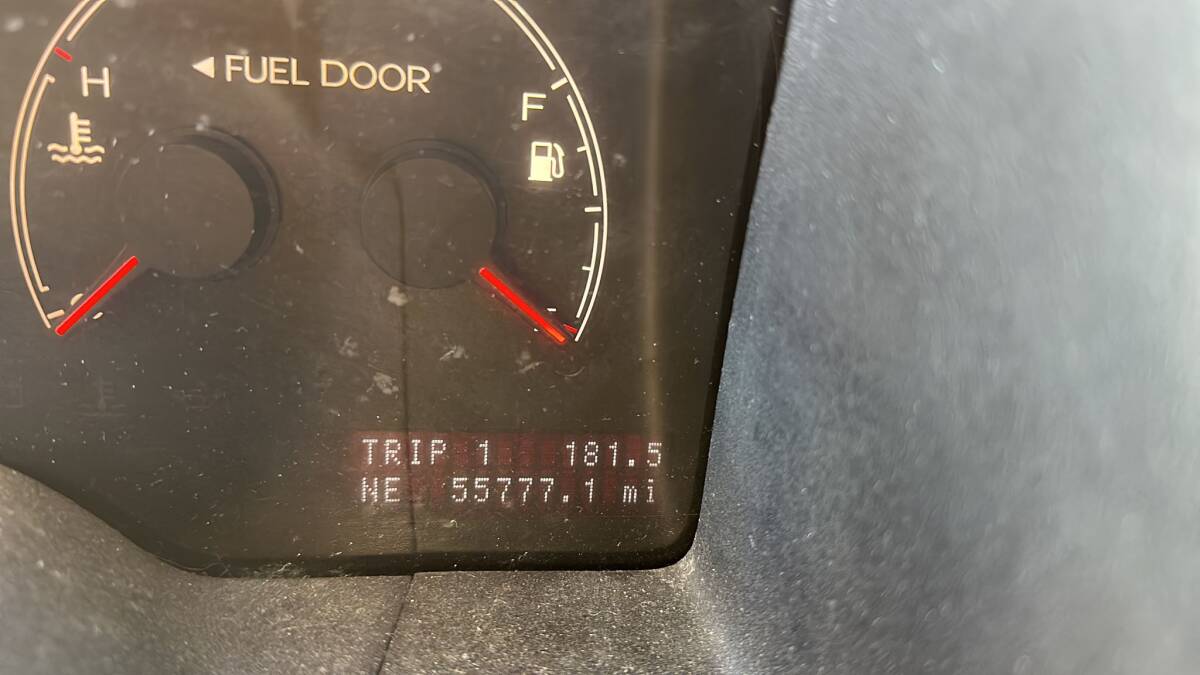 H
◄ FUEL DOOR
F
TRIP 1 181.5
NE 55777.1 mi